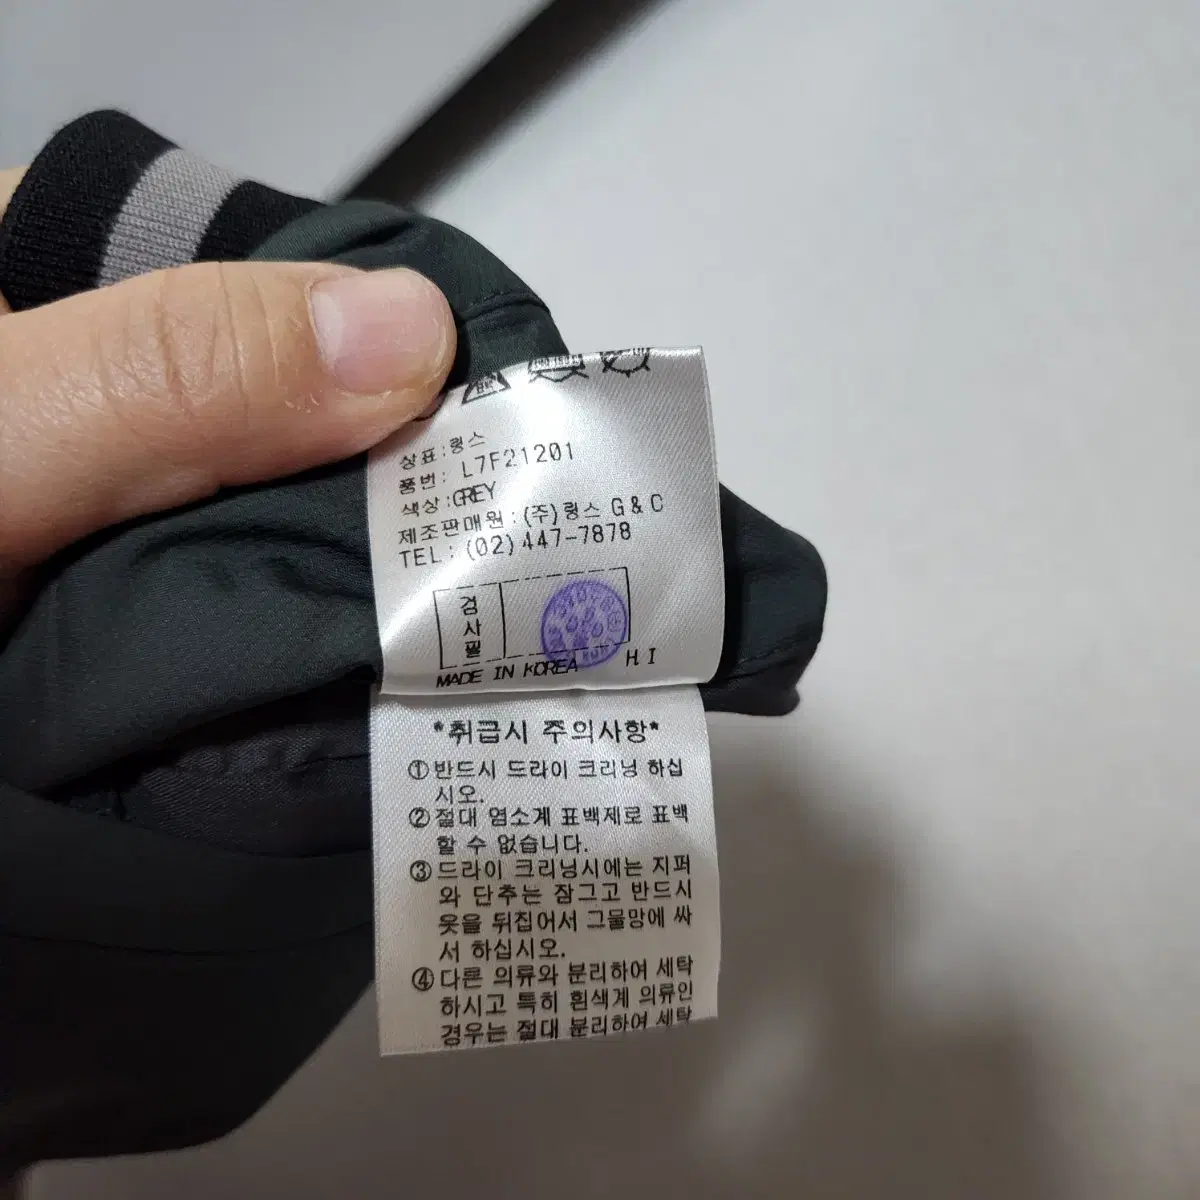 상표:링스
품번: L7F21201
색상:GREY
제조판매원:(주)링스 G&C
TEL:(02)447-7878
검
사
필
MADE IN KOREA H.I
*취급시 주의사항*
①반드시 드라이 크리닝 하십
시오.
②절대 염소계 표백제로 표백
할 수 없습니다.
③드라이 크리닝시에는 지퍼
와 단추는 잠그고 반드시
옷을 뒤집어서 그물망에 싸
서 하십시오.
④다른 의류와 분리하여 세탁
하시고 특히 흰색계 의류인
경우는 절대 분리하여 세탁